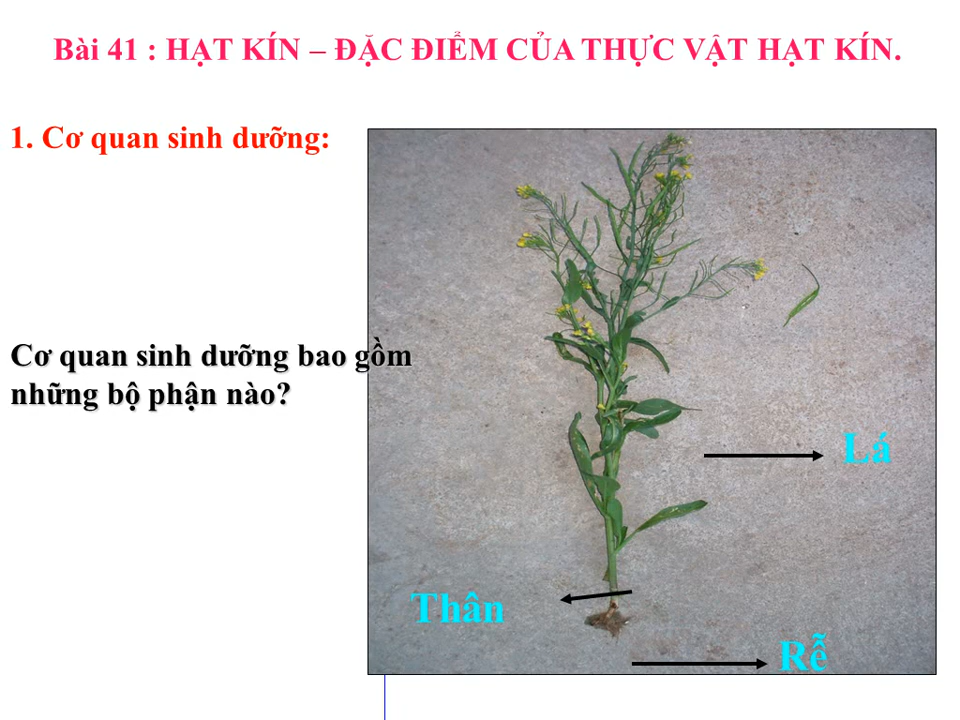 Bài 41 : HẠT KÍN – ĐẶC ĐIỂM CỦA THỰC VẬT HẠT KÍN.
1. Cơ quan sinh dưỡng:
Cơ quan sinh dưỡng bao gồm
những bộ phận nào?
Lá
Thân
Rễ